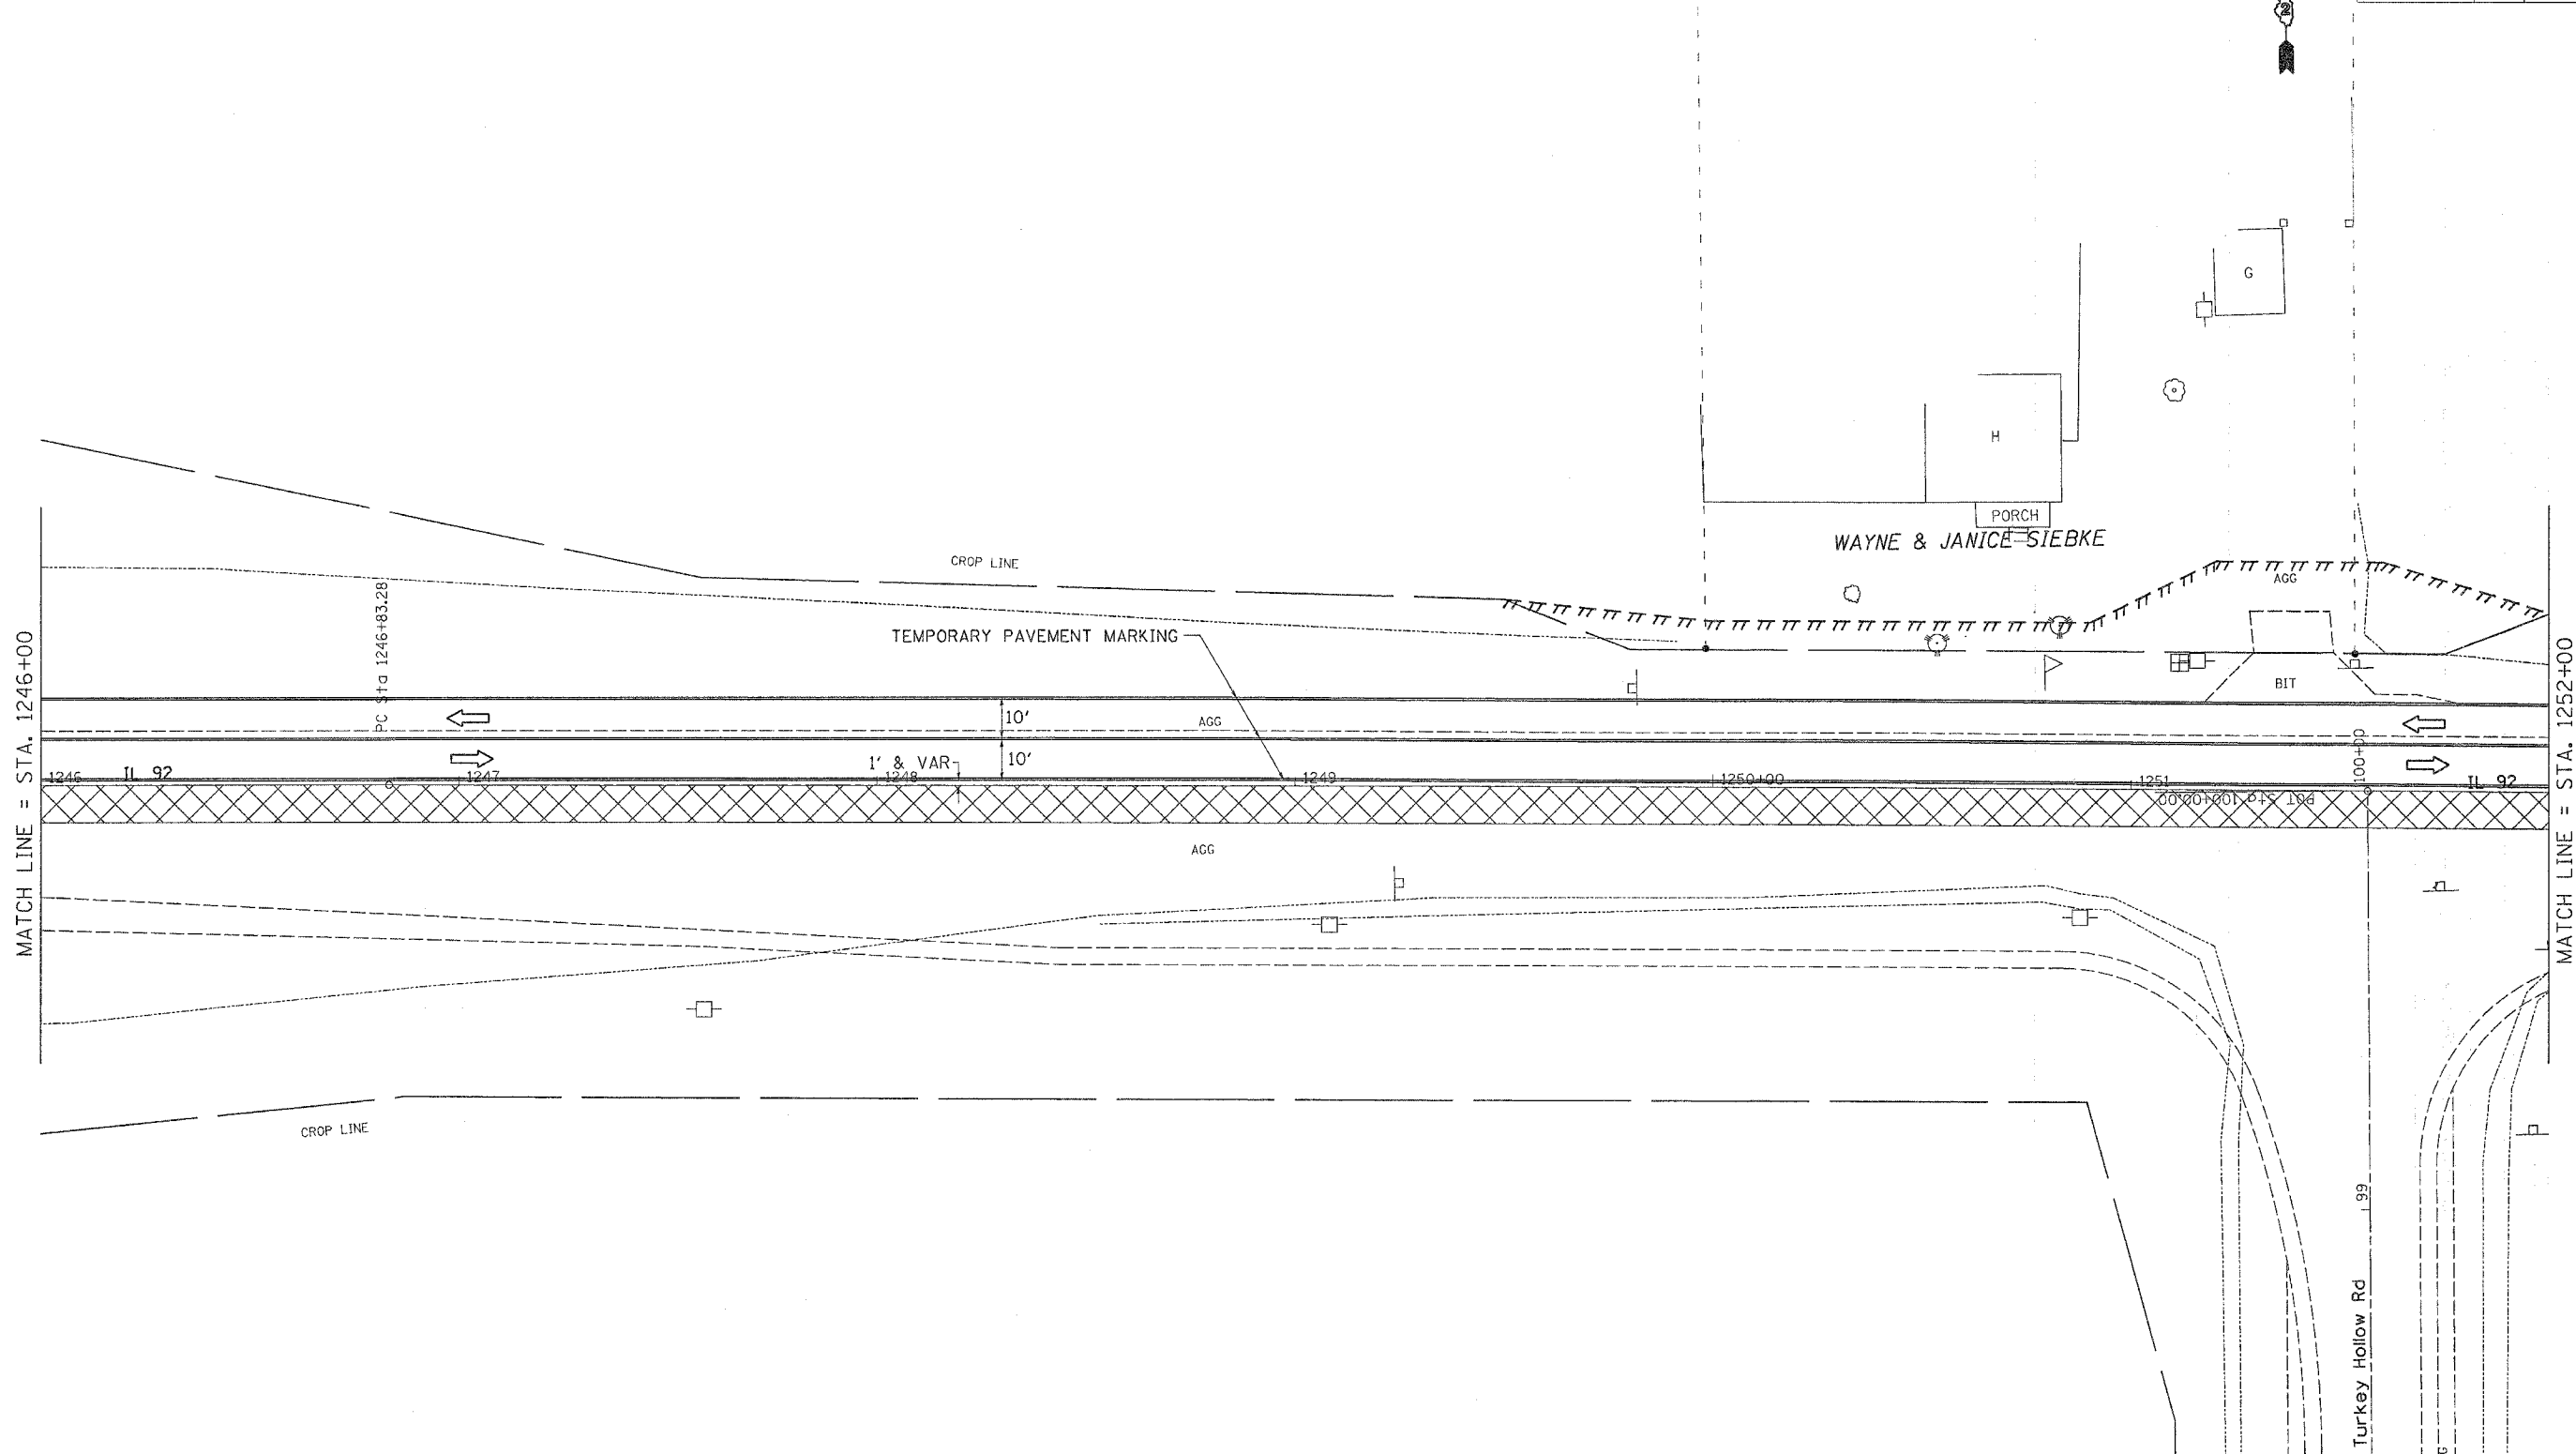 2
G
H
PORCH
WAYNE & JANICE SIEBKE
CROP LINE
AGG
PC Sta 1246+83.28
TEMPORARY PAVEMENT MARKING
MATCH LINE = STA. 1246+00
MATCH LINE = STA. 1252+00
BIT
10'
AGG
100+00
1' & VAR
10'
1246
IL 92
1247
1248
1249
1250+00
1251
IL 92
POT Sta 100+00.00
AGG
CROP LINE
99
Turkey Hollow Rd
G